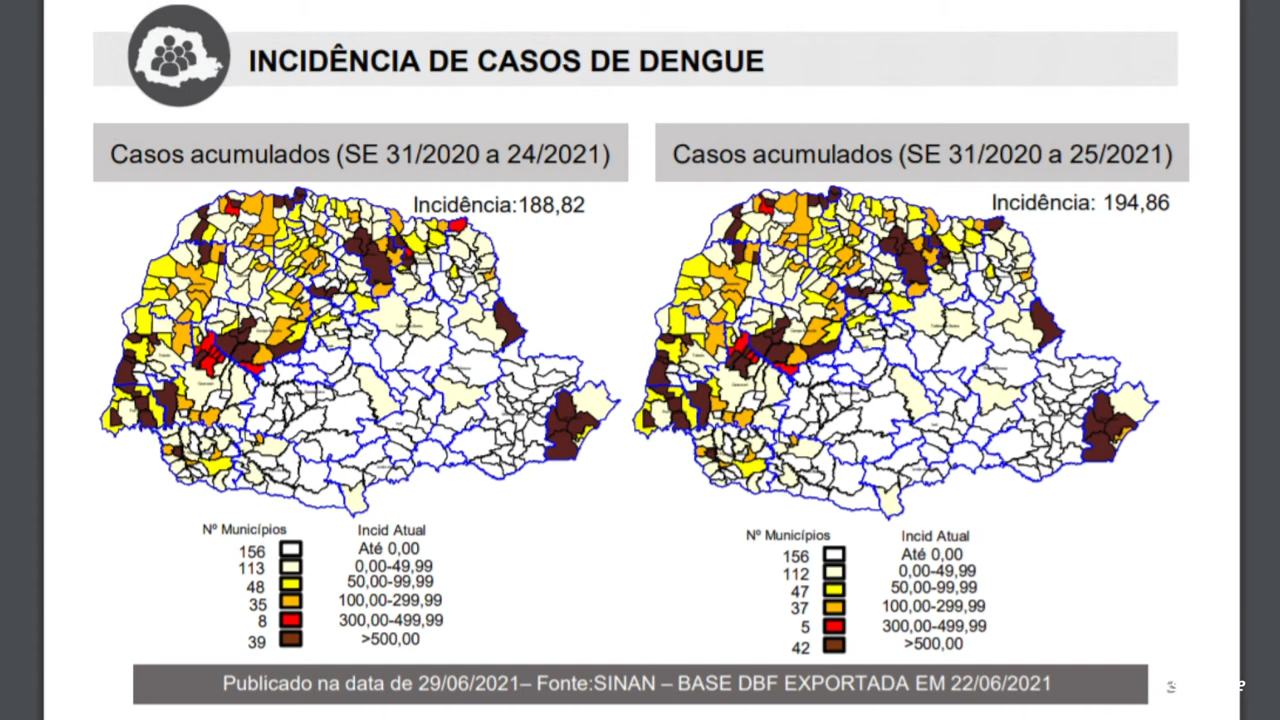 INCIDÊNCIA DE CASOS DE DENGUE
Casos acumulados (SE 31/2020 a 24/2021)
Incidência:188,82
Nº Municípios Incid Atual
156 Até 0,00
113 0,00-49,99
48 50,00-99,99
35 100,00-299,99
8 300,00-499,99
39 >500,00
Casos acumulados (SE 31/2020 a 25/2021)
Incidência: 194,86
Nº Municípios Incid Atual
156 Até 0,00
112 0,00-49,99
47 50,00-99,99
37 100,00-299,99
5 300,00-499,99
42 >500,00
Publicado na data de 29/06/2021– Fonte:SINAN – BASE DBF EXPORTADA EM 22/06/2021